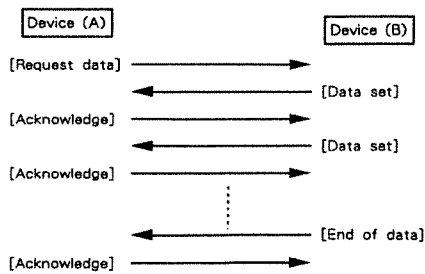 Device (A)
Device (B)
[Request data]
[Data set]
[Acknowledge]
[Data set]
[Acknowledge]
[End of data]
[Acknowledge]